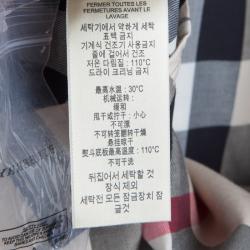 FERMER TOUTES LES
FERMETURES AVANT LE
LAVAGE
세탁기에서 약하게 세탁
표백 금지
기계식 건조기 사용금지
줄에 걸어서 건조
저온 다림질 : 110°C
드라이 크리닝 금지
最高水温：30°C
机械运转：
缓和
甩干或拧干：小心
不可漂
不可转笼翻转干燥
悬挂晾干
熨斗底板最高温度：110°C
不可干洗
뒤집어서 세탁할 것
장식 제외
세탁전 모든 잠금장치 잠
글것